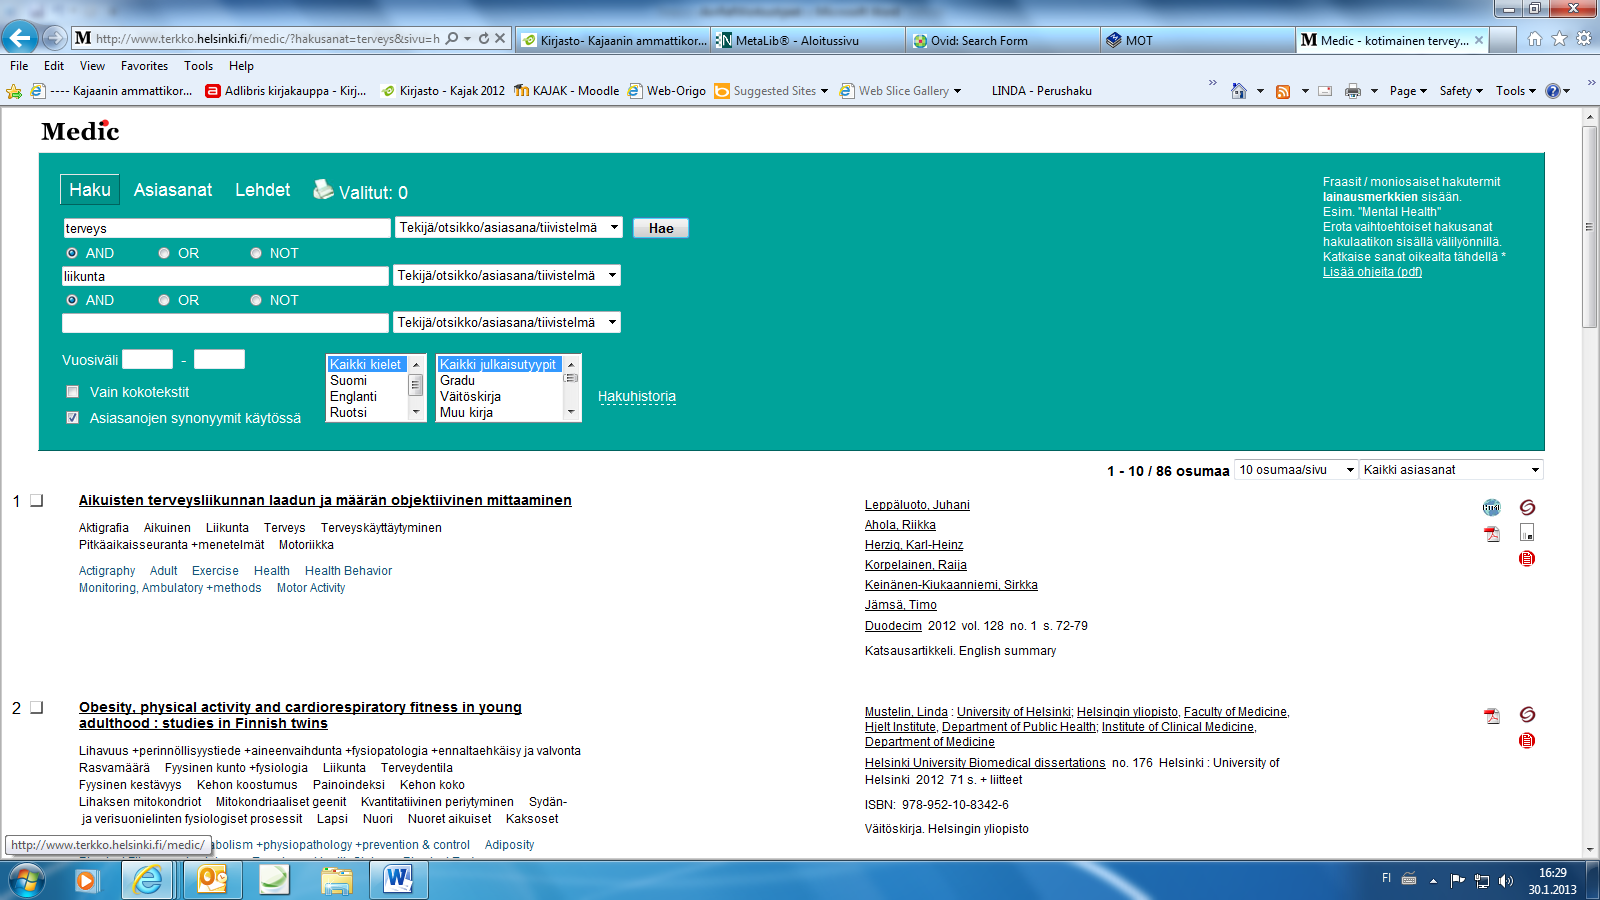 http://www.terkko.helsinki.fi/medic/?hakusanat=terveys&sivu=h
Kirjasto- Kajaanin ammattikor...
MetaLib® - Aloitussivu
Ovid: Search Form
MOT
M Medic - kotimainen tervey...
File Edit View Favorites Tools Help
---- Kajaanin ammattikor... Adlibris kirjakauppa - Kirj... Kirjasto - Kajak 2012 KAJAK - Moodle Web-Origo Suggested Sites Web Slice Gallery LINDA - Perushaku
Page Safety Tools
Medic
Haku Asiasanat Lehdet Valitut: 0
terveys Tekijä/otsikko/asiasana/tiivistelmä Hae
AND OR NOT
liikunta Tekijä/otsikko/asiasana/tiivistelmä
AND OR NOT
Tekijä/otsikko/asiasana/tiivistelmä
Vuosiväli -
Vain kokotekstit
Asiasanojen synonyymit käytössä
Kaikki kielet
Suomi
Englanti
Ruotsi
Kaikki julkaisutyypit
Gradu
Väitöskirja
Muu kirja
Hakuhistoria
Fraasit / moniosaiset hakutermit
lainausmerkkien sisään.
Esim. "Mental Health"
Erota vaihtoehtoiset hakusanat
hakulaatikon sisällä välilyönnillä.
Katkaise sanat oikealta tähdellä *
Lisää ohjeita (pdf)
1 - 10 / 86 osumaa 10 osumaa/sivu Kaikki asiasanat
1 Aikuisten terveysliikunnan laadun ja määrän objektiivinen mittaaminen
Aktigrafia Aikuinen Liikunta Terveys Terveyskäyttäytyminen
Pitkäaikaisseuranta +menetelmät Motoriikka
Actigraphy Adult Exercise Health Health Behavior
Monitoring, Ambulatory +methods Motor Activity
Leppäluoto, Juhani
Ahola, Riikka
Herzig, Karl-Heinz
Korpelainen, Raija
Keinänen-Kiukaanniemi, Sirkka
Jämsä, Timo
Duodecim 2012 vol. 128 no. 1 s. 72-79
Katsausartikkeli. English summary
2 Obesity, physical activity and cardiorespiratory fitness in young
adulthood : studies in Finnish twins
Lihavuus +perinnöllisyystiede +aineenvaihdunta +fysiopatologia +ennaltaehkäisy ja valvonta
Rasvamäärä Fyysinen kunto +fysiologia Liikunta Terveydentila
Fyysinen kestävyys Kehon koostumus Painoindeksi Kehon koko
Lihaksen mitokondriot Mitokondriaaliset geenit Kvantitatiivinen periytyminen Sydän-
ja verisuonielinten fysiologiset prosessit Lapsi Nuori Nuoret aikuiset Kaksoset
abolism +physiopathology +prevention & control Adiposity
Mustelin, Linda : University of Helsinki; Helsingin yliopisto, Faculty of Medicine,
Hjelt Institute, Department of Public Health; Institute of Clinical Medicine,
Department of Medicine
Helsinki University Biomedical dissertations no. 176 Helsinki : University of
Helsinki 2012 71 s. + liitteet
ISBN: 978-952-10-8342-6
Väitöskirja. Helsingin yliopisto
http://www.terkko.helsinki.fi/medic/
FI
16:29
30.1.2013